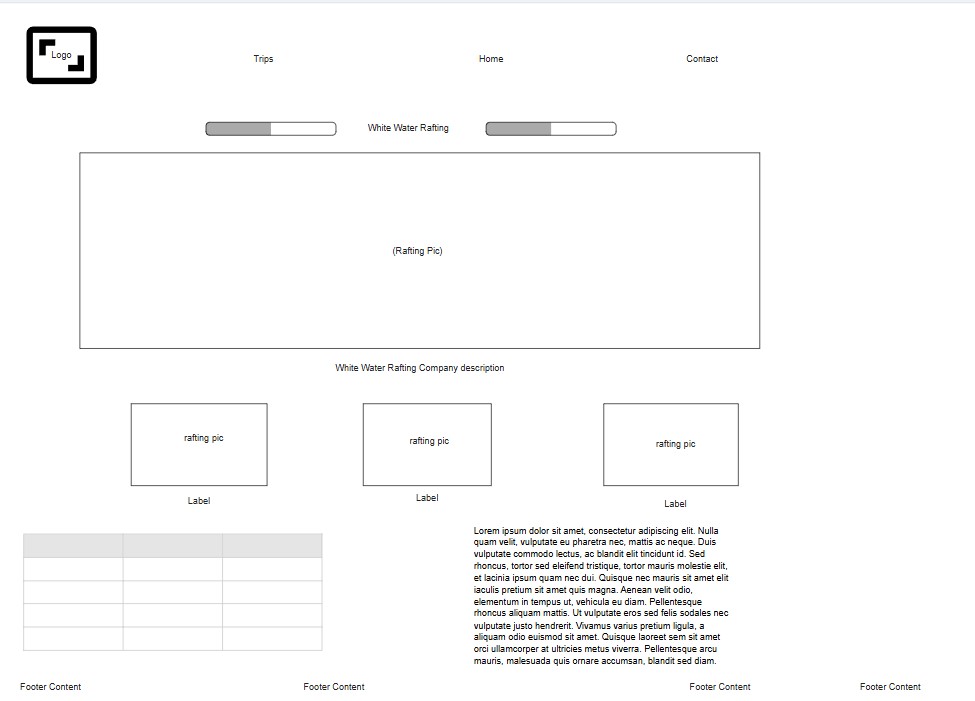 Logo
Trips
Home
Contact
White Water Rafting
(Rafting Pic)
White Water Rafting Company description
rafting pic
rafting pic
rafting pic
Label
Label
Label
Lorem ipsum dolor sit amet, consectetur adipiscing elit. Nulla
quam velit, vulputate eu pharetra nec, mattis ac neque. Duis
vulputate commodo lectus, ac blandit elit tincidunt id. Sed
rhoncus, tortor sed eleifend tristique, tortor mauris molestie elit,
et lacinia ipsum quam nec dui. Quisque nec mauris sit amet elit
iaculis pretium sit amet quis magna. Aenean velit odio,
elementum in tempus ut, vehicula eu diam. Pellentesque
rhoncus aliquam mattis. Ut vulputate eros sed felis sodales nec
vulputate justo hendrerit. Vivamus varius pretium ligula, a
aliquam odio euismod sit amet. Quisque laoreet sem sit amet
orci ullamcorper at ultricies metus viverra. Pellentesque arcu
mauris, malesuada quis ornare accumsan, blandit sed diam.
Footer Content
Footer Content
Footer Content
Footer Content